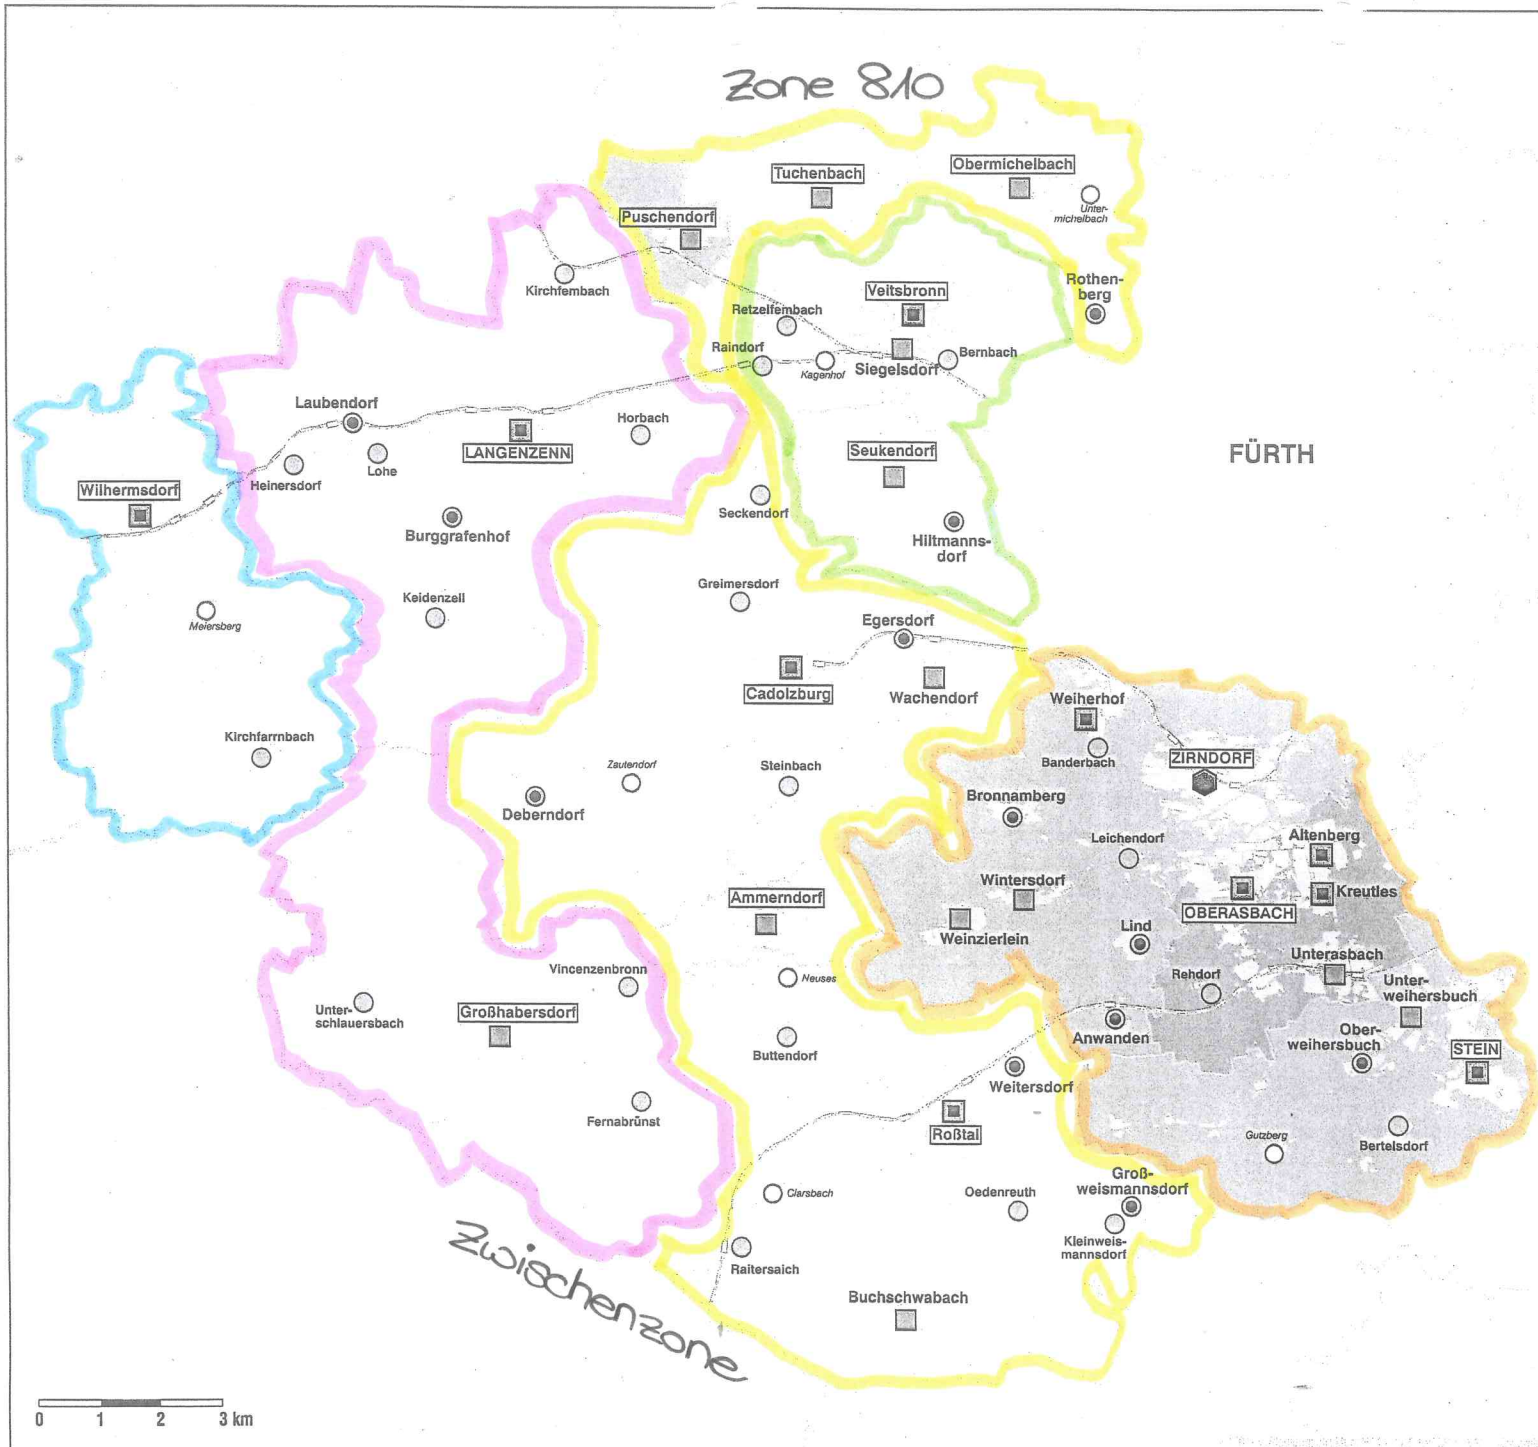 Zone 810
Tuchenbach
Obermichelbach
Unter-
michelbach
Puschendorf
Kirchfembach
Rothen-
berg
Veitsbronn
Retzelfembach
Raindorf
Kagenhof
Siegelsdorf
Bernbach
Laubendorf
Horbach
LANGENZENN
Lohe
Heinersdorf
Seukendorf
FÜRTH
Wilhermsdorf
Seckendorf
Burggrafenhof
Hiltmanns-
dorf
Greimersdorf
Keidenzell
Meiersberg
Egersdorf
Cadolzburg
Wachendorf
Weiherhof
Kirchfarrnbach
Banderbach
ZIRNDORF
Zautendorf
Steinbach
Deberndorf
Bronnamberg
Leichendorf
Altenberg
Wintersdorf
Ammerndorf
Kreutles
OBERASBACH
Lind
Weinzierlein
Unterasbach
Vincenzenbronn
Neuses
Rehdorf
Unter-
weihersbuch
Unter-
schlauersbach
Großhabersdorf
Buttendorf
Anwanden
Ober-
weihersbuch
STEIN
Weitersdorf
Fernabrünst
Roßtal
Gutzberg
Bertelsdorf
Clarsbach
Oedenreuth
Groß-
weismannsdorf
Kleinweis-
mannsdorf
Raitersaich
Zwischenzone
Buchschwabach
0 1 2 3 km